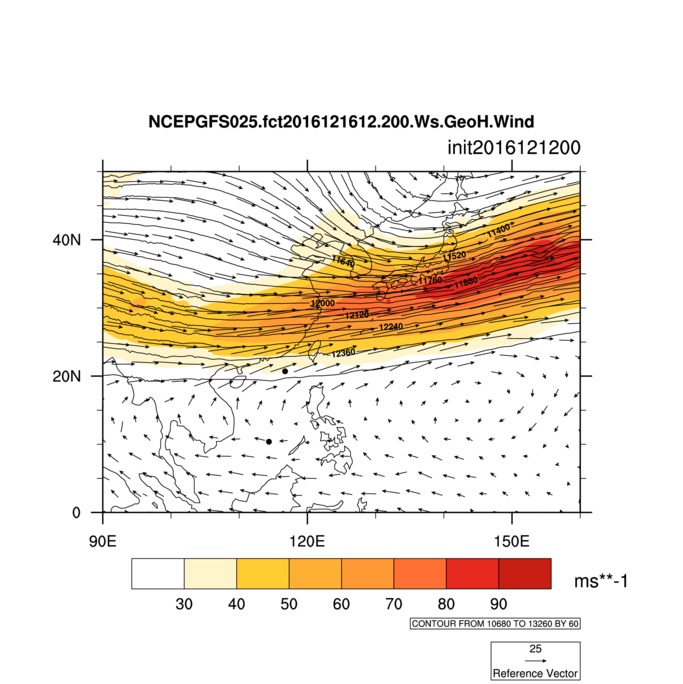 NCEPGFS025.fct2016121612.200.Ws.GeoH.Wind
init2016121200
40N
20N
0
90E
120E
150E
11400
11520
11640
11760
11880
12000
12120
12240
12360
30
40
50
60
70
80
90
ms**-1
CONTOUR FROM 10680 TO 13260 BY 60
25
Reference Vector